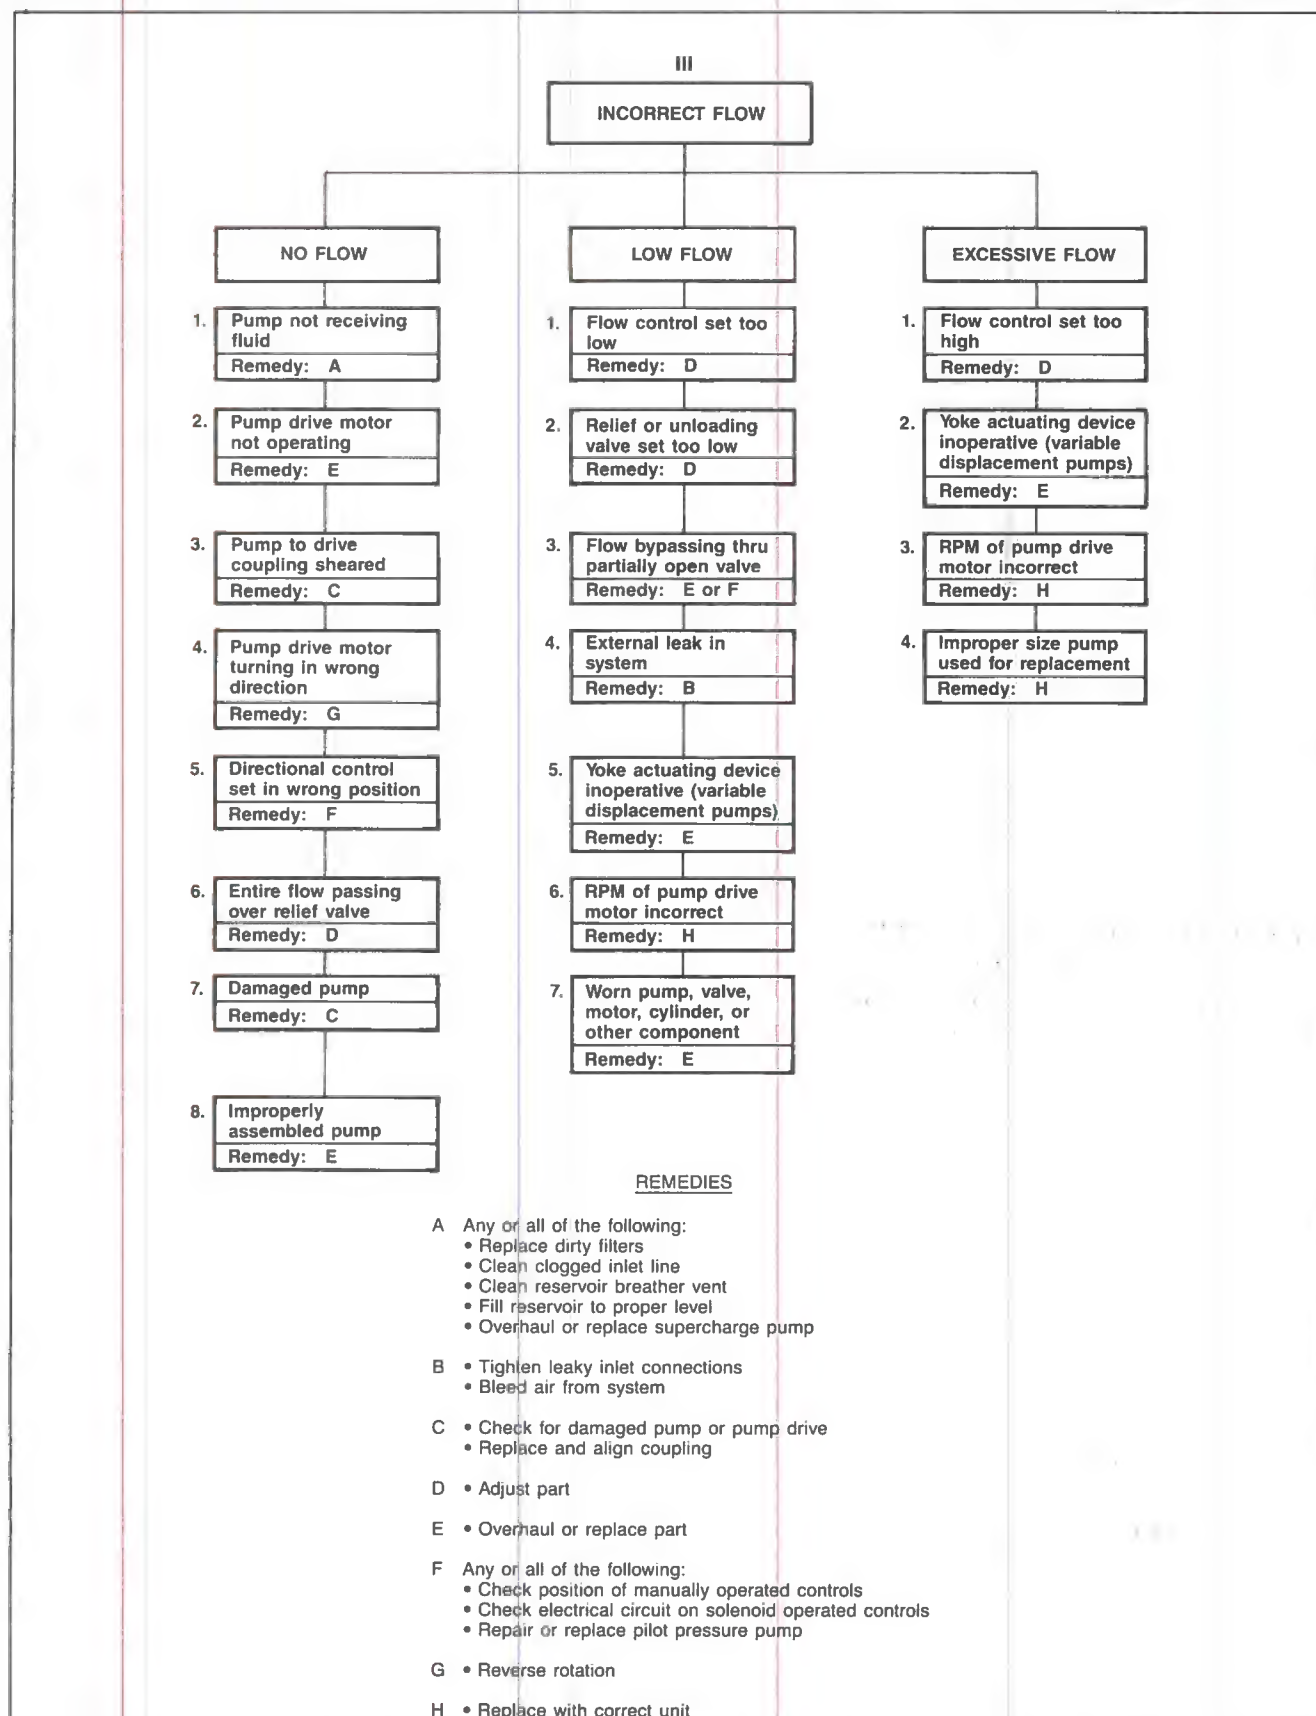 III
INCORRECT FLOW
NO FLOW
1. Pump not receiving
fluid
Remedy: A
2. Pump drive motor
not operating
Remedy: E
3. Pump to drive
coupling sheared
Remedy: C
4. Pump drive motor
turning in wrong
direction
Remedy: G
5. Directional control
set in wrong position
Remedy: F
6. Entire flow passing
over relief valve
Remedy: D
7. Damaged pump
Remedy: C
8. Improperly
assembled pump
Remedy: E
LOW FLOW
1. Flow control set too
low
Remedy: D
2. Relief or unloading
valve set too low
Remedy: D
3. Flow bypassing thru
partially open valve
Remedy: E or F
4. External leak in
system
Remedy: B
5. Yoke actuating device
inoperative (variable
displacement pumps)
Remedy: E
6. RPM of pump drive
motor incorrect
Remedy: H
7. Worn pump, valve,
motor, cylinder, or
other component
Remedy: E
EXCESSIVE FLOW
1. Flow control set too
high
Remedy: D
2. Yoke actuating device
inoperative (variable
displacement pumps)
Remedy: E
3. RPM of pump drive
motor incorrect
Remedy: H
4. Improper size pump
used for replacement
Remedy: H
REMEDIES
A Any or all of the following:
• Replace dirty filters
• Clean clogged inlet line
• Clean reservoir breather vent
• Fill reservoir to proper level
• Overhaul or replace supercharge pump
B • Tighten leaky inlet connections
• Bleed air from system
C • Check for damaged pump or pump drive
• Replace and align coupling
D • Adjust part
E • Overhaul or replace part
F Any or all of the following:
• Check position of manually operated controls
• Check electrical circuit on solenoid operated controls
• Repair or replace pilot pressure pump
G • Reverse rotation
H • Replace with correct unit